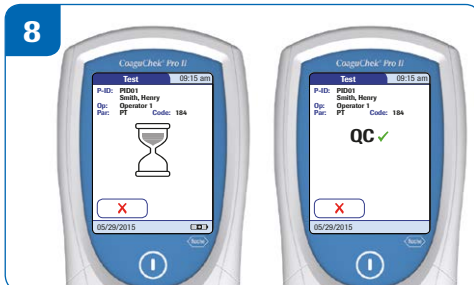 8
CoaguChek® Pro II
Test 09:15 am
P-ID: PID01
Smith, Henry
Op: Operator 1
Par: PT Code: 184
X
05/29/2015
Roche
CoaguChek® Pro II
Test 09:15 am
P-ID: PID01
Smith, Henry
Op: Operator 1
Par: PT Code: 184
QC ✓
X
05/29/2015
Roche